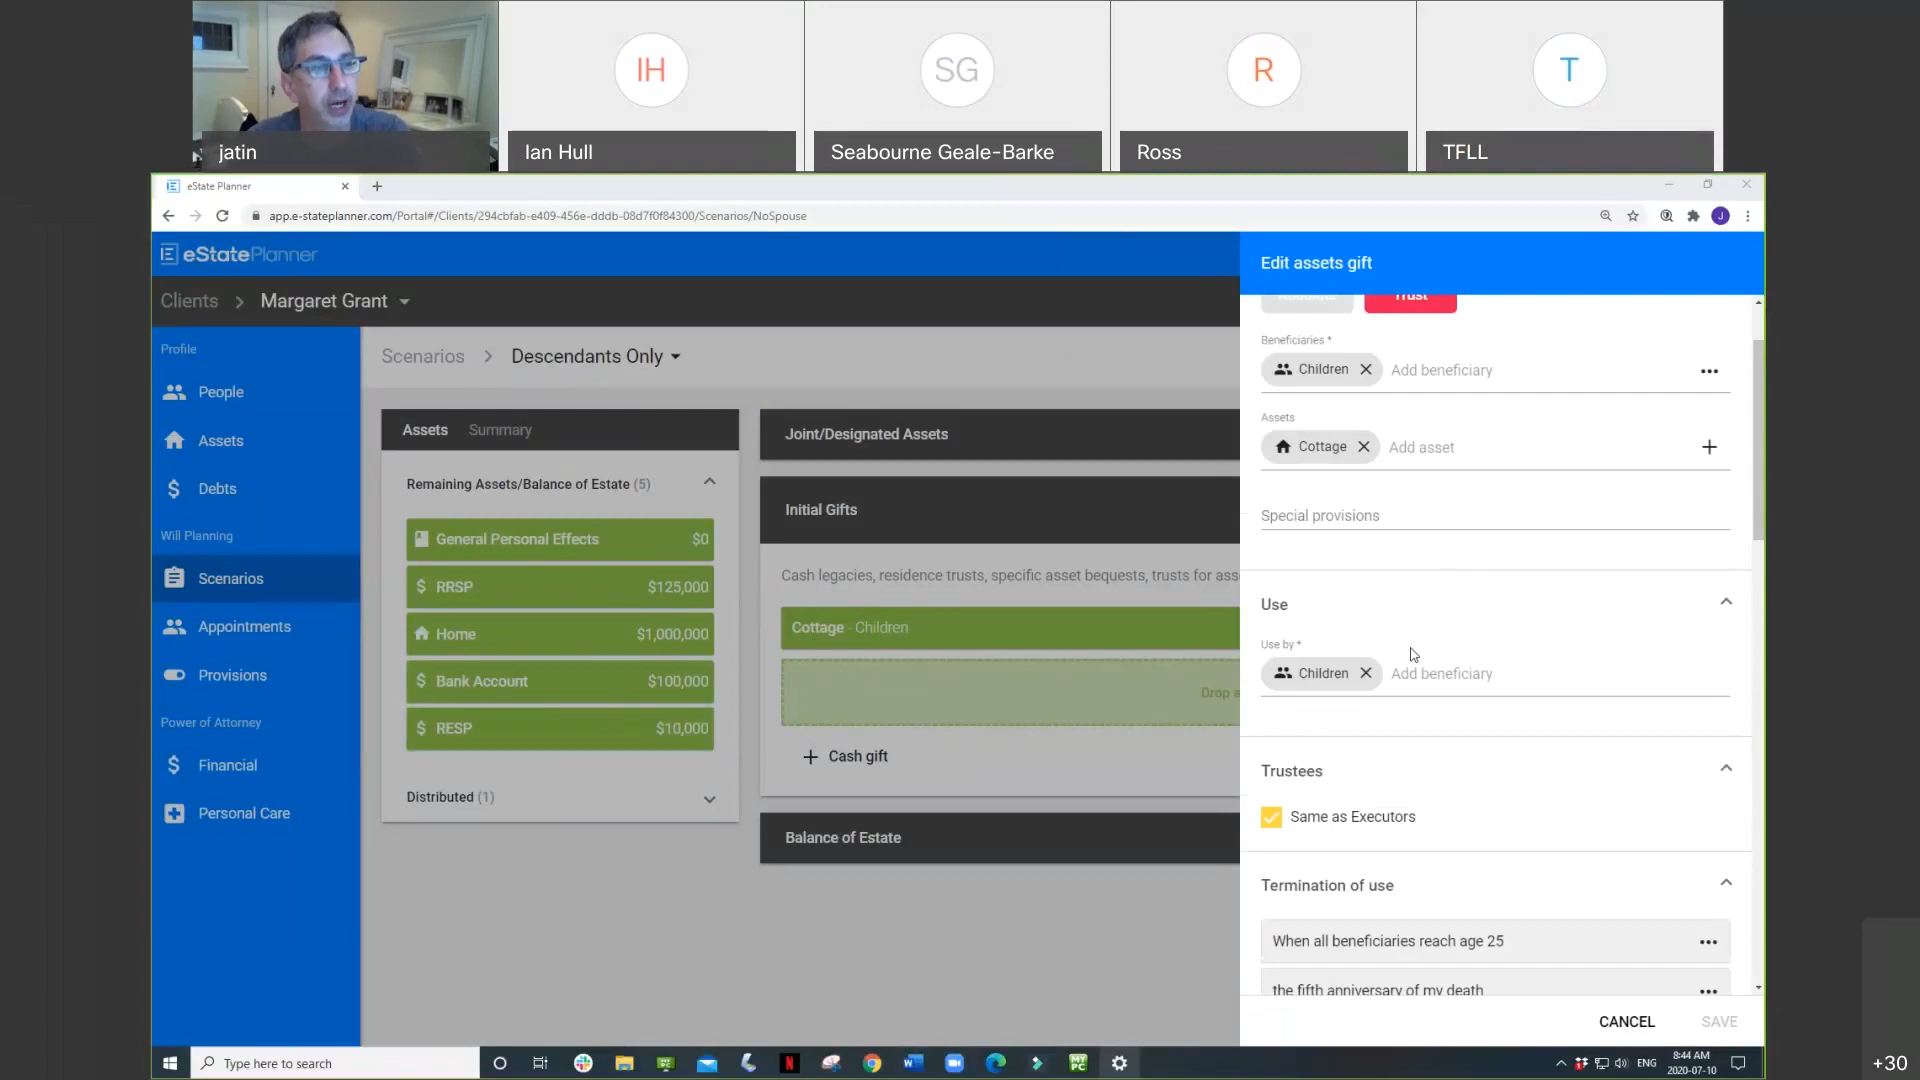 IH
SG
R
T
jatin
Ian Hull
Seabourne Geale-Barke
Ross
TFLL
eState Planner
app.e-stateplanner.com/Portal#/Clients/294cbfab-e409-456e-dddb-08d7f0f84300/Scenarios/NoSpouse
J
eStatePlanner
Edit assets gift
Clients > Margaret Grant
Trust
Profile
Scenarios > Descendants Only
Beneficiaries *
Children
Add beneficiary
People
Assets
Debts
Will Planning
Scenarios
Appointments
Provisions
Power of Attorney
Financial
Personal Care
Assets Summary
Remaining Assets/Balance of Estate (5)
General Personal Effects $0
RRSP $125,000
Home $1,000,000
Bank Account $100,000
RESP $10,000
Distributed (1)
Joint/Designated Assets
Initial Gifts
Cash legacies, residence trusts, specific asset bequests, trusts for
Cottage - Children
Drop
+ Cash gift
Balance of Estate
Assets
Cottage
Add asset
Special provisions
Use
Use by *
Children
Add beneficiary
Trustees
Same as Executors
Termination of use
When all beneficiaries reach age 25
the fifth anniversary of my death
CANCEL SAVE
Type here to search
N
MY PC
ENG
8:44 AM
2020-07-10
+30